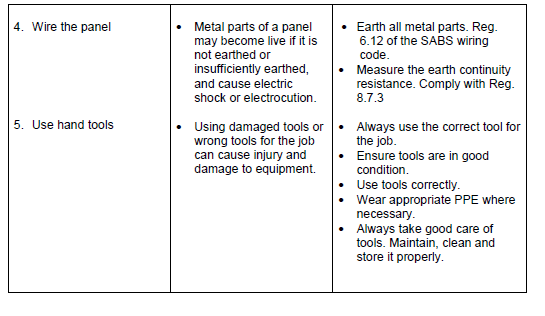 4. Wire the panel
• Metal parts of a panel
may become live if it is
not earthed or
insufficiently earthed,
and cause electric
shock or electrocution.
• Earth all metal parts. Reg.
6.12 of the SABS wiring
code.
• Measure the earth continuity
resistance. Comply with Reg.
8.7.3
5. Use hand tools
• Using damaged tools or
wrong tools for the job
can cause injury and
damage to equipment.
• Always use the correct tool for
the job.
• Ensure tools are in good
condition.
• Use tools correctly.
• Wear appropriate PPE where
necessary.
• Always take good care of
tools. Maintain, clean and
store it properly.